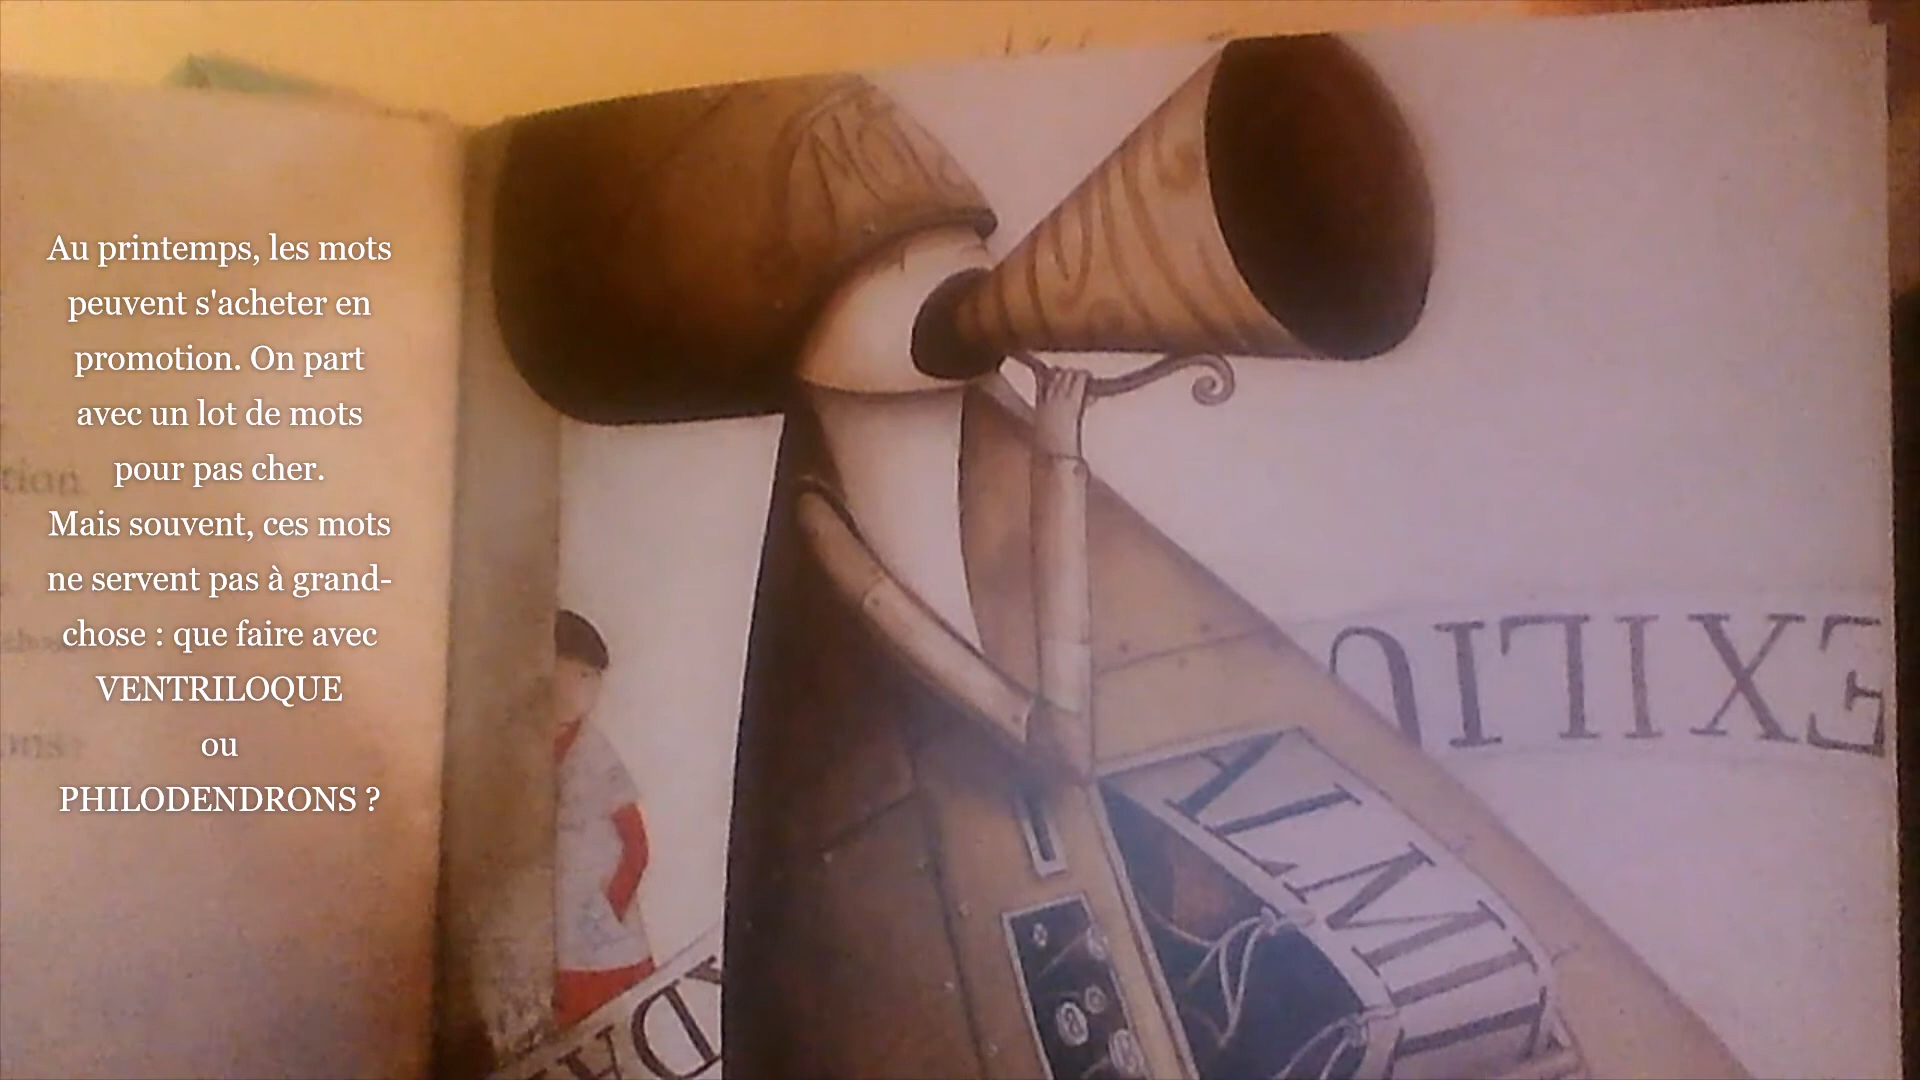 Au printemps, les mots
peuvent s'acheter en
promotion. On part
avec un lot de mots
pour pas cher.
Mais souvent, ces mots
ne servent pas à grand-
chose : que faire avec
VENTRILOQUE
ou
PHILODENDRONS ?
tion